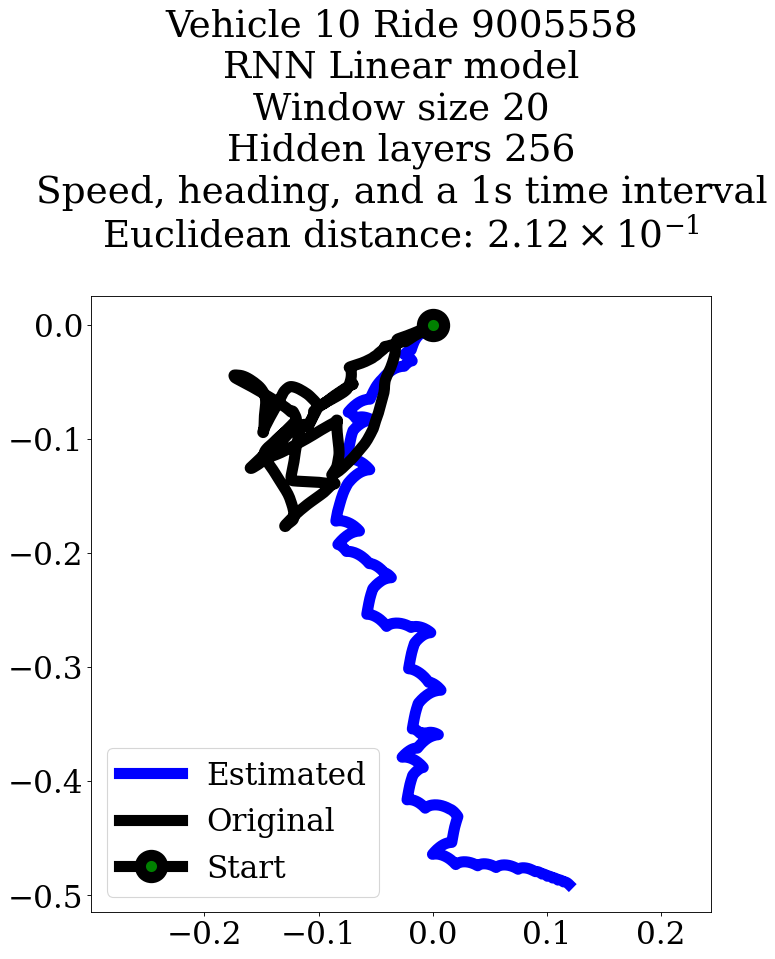 Vehicle 10 Ride 9005558
RNN Linear model
Window size 20
Hidden layers 256
Speed, heading, and a 1s time interval
Euclidean distance: 2.12 × 10⁻¹
0.0
−0.1
−0.2
−0.3
−0.4
−0.5
Estimated
Original
Start
−0.2 −0.1 0.0 0.1 0.2